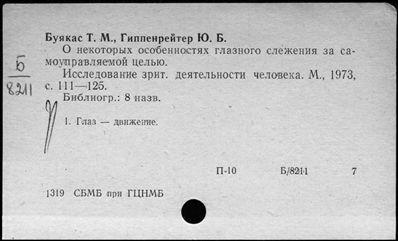 Буякас Т. М., Гиппенрейтер Ю. Б.
О некоторых особенностях глазного слежения за са-
моуправляемой целью.
Б
8211
Исследование зрит. деятельности человека. М., 1973,
с. 111—125.
Библиогр.: 8 назв.
1. Глаз — движение.
П-10 Б/8211 7
1319 СБМБ при ГЦНМБ